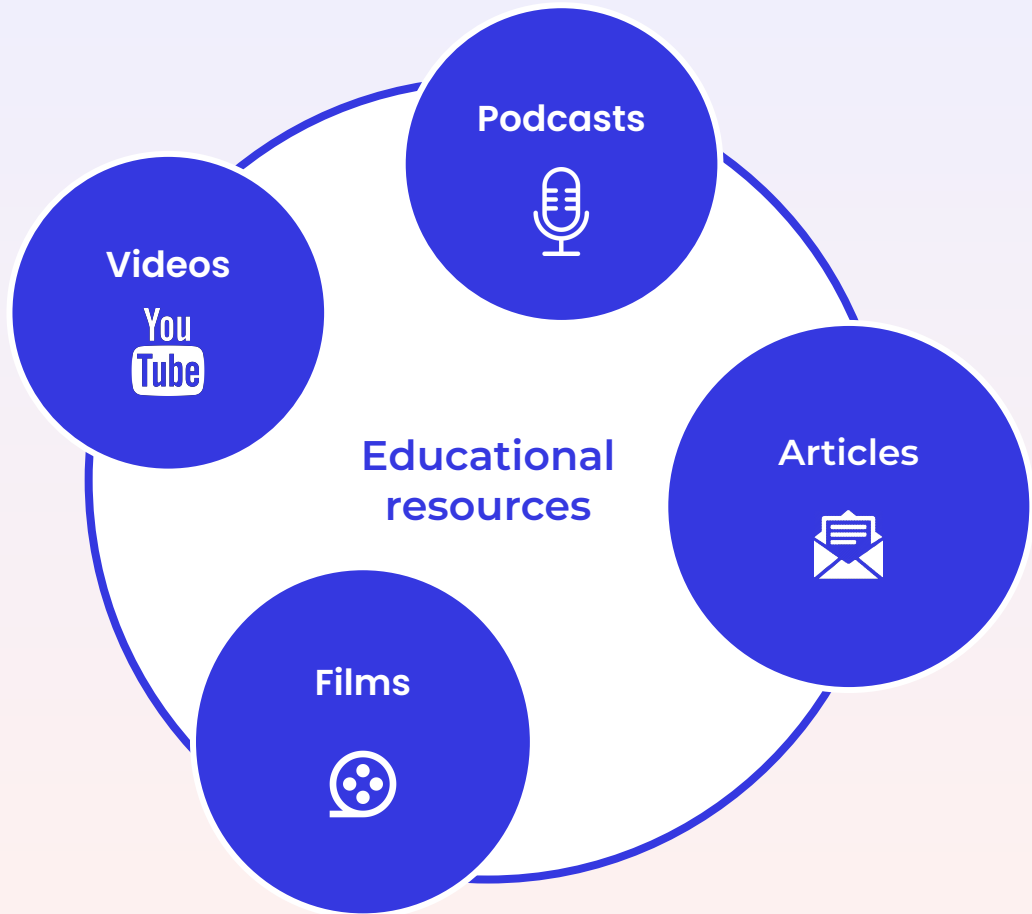 Podcasts
Videos
You
Tube
Educational
resources
Articles
Films